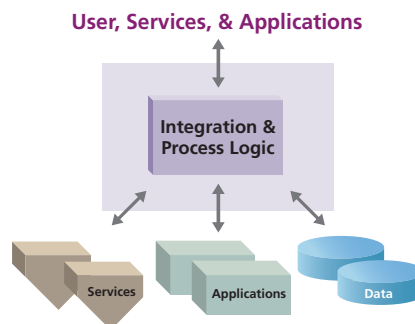 User, Services, & Applications
Integration &
Process Logic
Services
Applications
Data